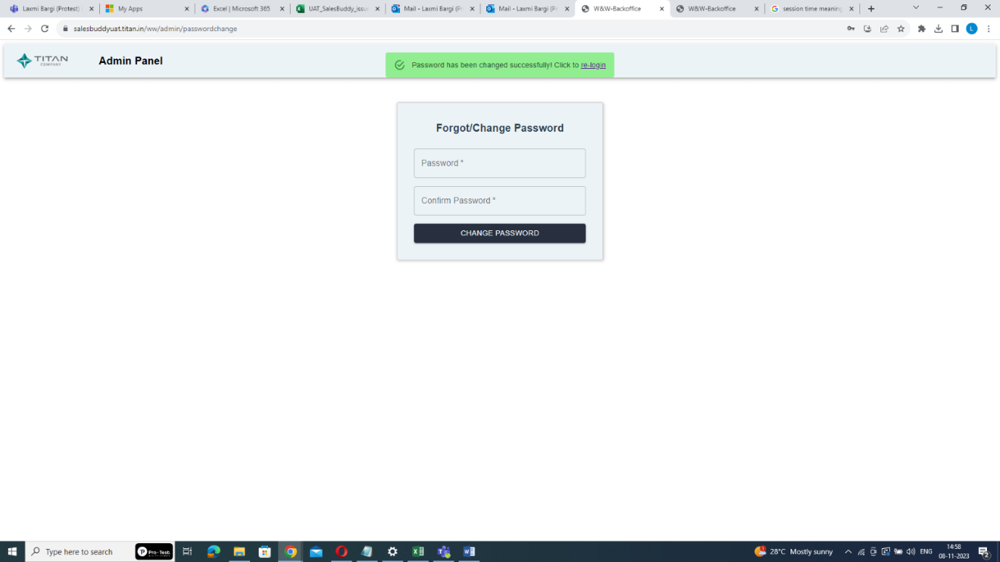 Laxmi Bargi (Protest)
My Apps
Excel | Microsoft 365
UAT_SalesBuddy_issue
Mail - Laxmi Bargi (Pr
Mail - Laxmi Bargi (Pr
W&W-Backoffice
W&W-Backoffice
session time meaning
salesbuddyuat.titan.in/ww/admin/passwordchange
L
TITAN
COMPANY
Admin Panel
Password has been changed successfully! Click to re-login
Forgot/Change Password
Password *
Confirm Password *
CHANGE PASSWORD
Type here to search
Pro-Test
28°C Mostly sunny
ENG
14:58
08-11-2023
2